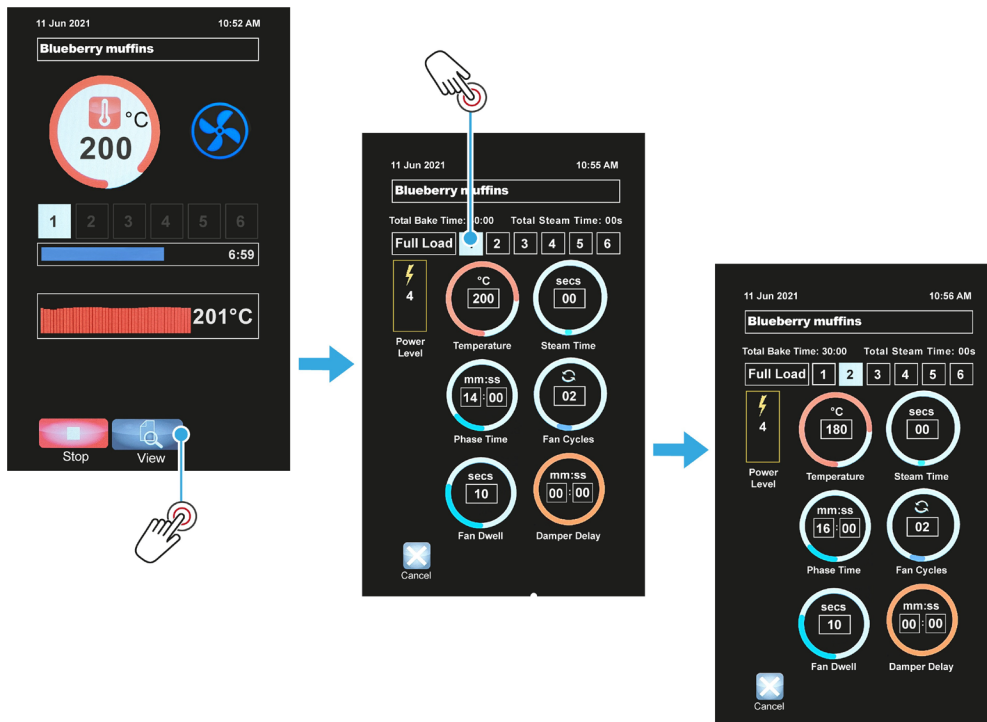 11 Jun 2021 10:52 AM
Blueberry muffins
°C
200
1 2 3 4 5 6
6:59
201°C
Stop View
11 Jun 2021 10:55 AM
Blueberry muffins
Total Bake Time: 30:00 Total Steam Time: 00s
Full Load 1 2 3 4 5 6
4
Power Level
°C
200
Temperature
secs
00
Steam Time
mm:ss
14:00
Phase Time
02
Fan Cycles
secs
10
Fan Dwell
mm:ss
00:00
Damper Delay
Cancel
11 Jun 2021 10:56 AM
Blueberry muffins
Total Bake Time: 30:00 Total Steam Time: 00s
Full Load 1 2 3 4 5 6
4
Power Level
°C
180
Temperature
secs
00
Steam Time
mm:ss
16:00
Phase Time
02
Fan Cycles
secs
10
Fan Dwell
mm:ss
00:00
Damper Delay
Cancel